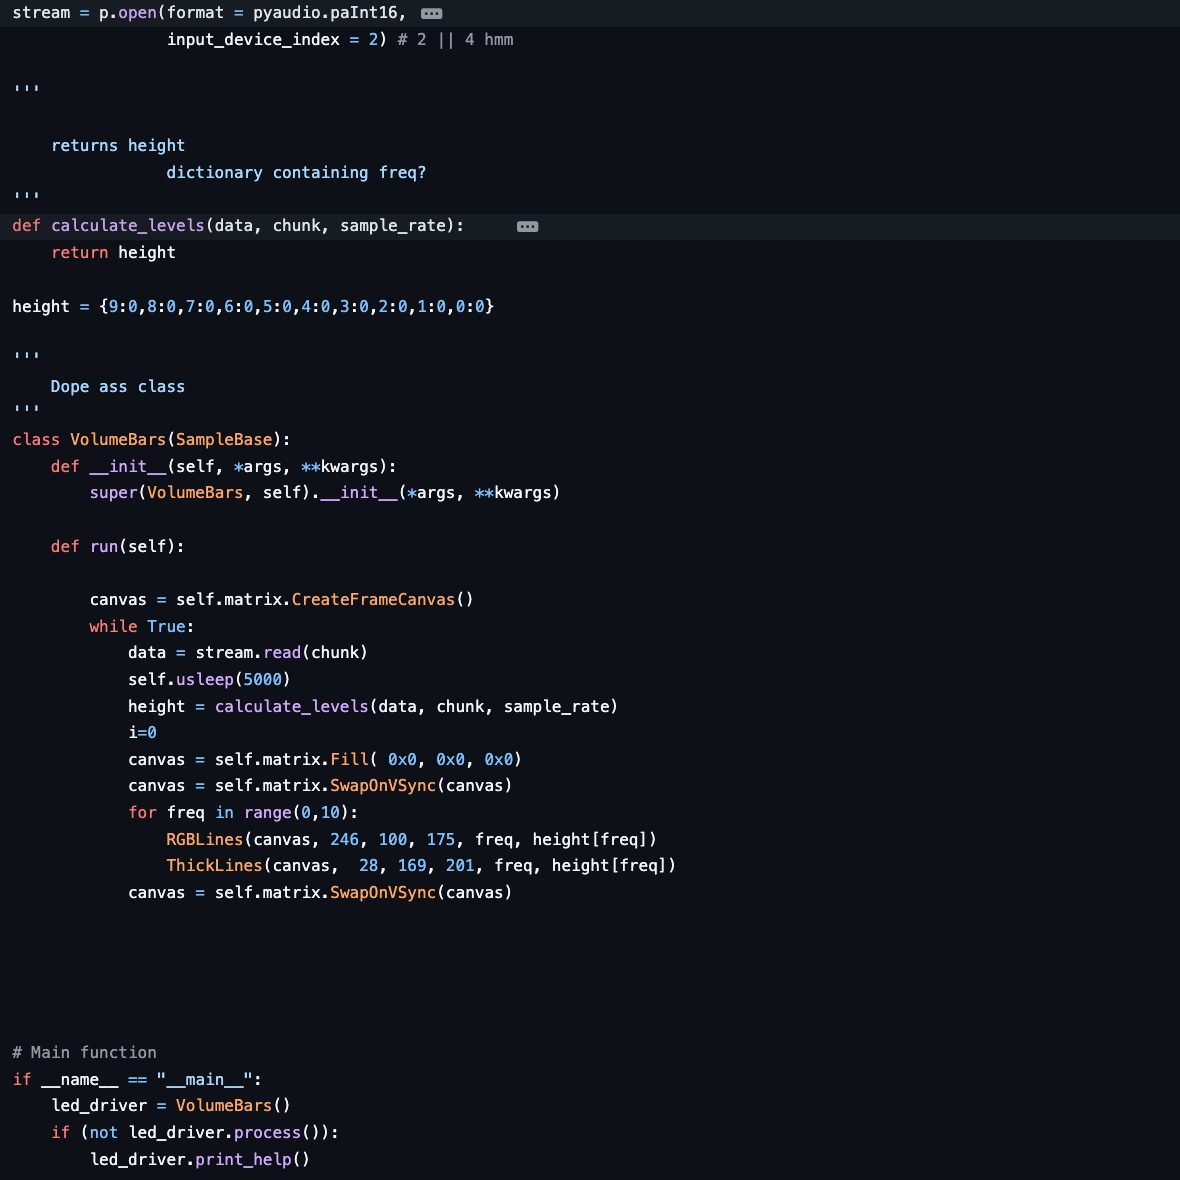 stream = p.open(format = pyaudio.paInt16, ...
                input_device_index = 2) # 2 || 4 hmm

'''

    returns height
                dictionary containing freq?
'''
def calculate_levels(data, chunk, sample_rate): ...
    return height

height = {9:0,8:0,7:0,6:0,5:0,4:0,3:0,2:0,1:0,0:0}

'''
    Dope ass class
'''
class VolumeBars(SampleBase):
    def __init__(self, *args, **kwargs):
        super(VolumeBars, self).__init__(*args, **kwargs)

    def run(self):

        canvas = self.matrix.CreateFrameCanvas()
        while True:
            data = stream.read(chunk)
            self.usleep(5000)
            height = calculate_levels(data, chunk, sample_rate)
            i=0
            canvas = self.matrix.Fill( 0x0, 0x0, 0x0)
            canvas = self.matrix.SwapOnVSync(canvas)
            for freq in range(0,10):
                RGBLines(canvas, 246, 100, 175, freq, height[freq])
                ThickLines(canvas,  28, 169, 201, freq, height[freq])
            canvas = self.matrix.SwapOnVSync(canvas)

# Main function
if __name__ == "__main__":
    led_driver = VolumeBars()
    if (not led_driver.process()):
        led_driver.print_help()